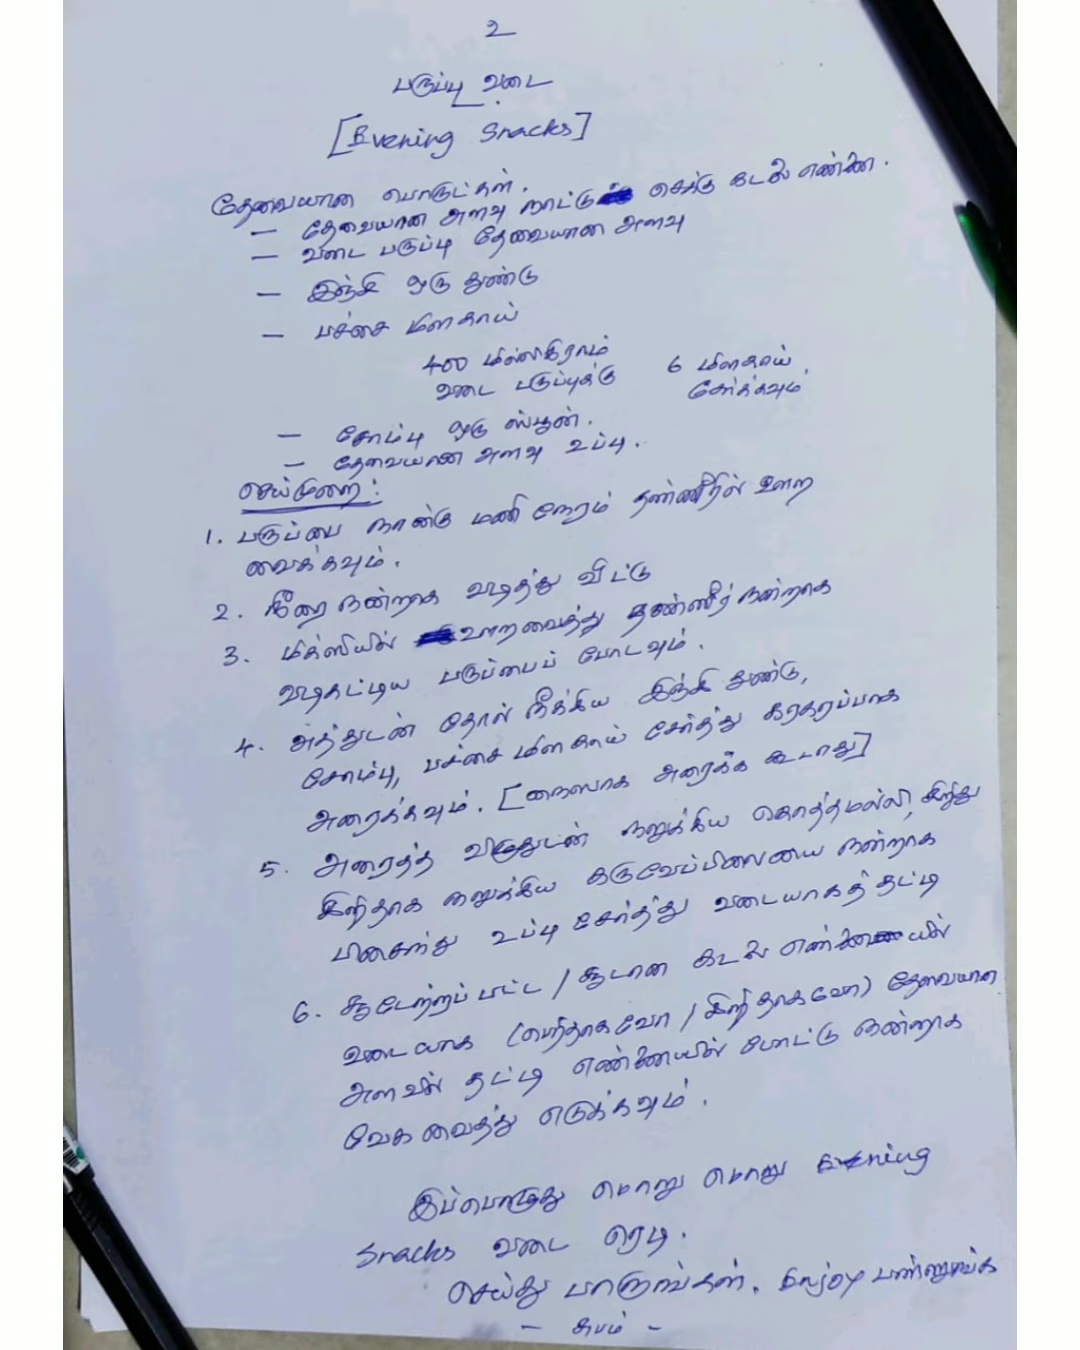 2
பருப்பு வடை
[Evening Snacks]
தேவையான பொருட்கள்.
– தேவையான அளவு நாட்டு செக்கு கடலை எண்ணை.
– வடை பருப்பு தேவையான அளவு
– இஞ்சி ஒரு துண்டு
– பச்சை மிளகாய்
400 மில்லிகிராம் 6 மிளகாய்
வடை பருப்புக்கு சேர்க்கவும்
– சோம்பு ஒரு ஸ்பூன்.
– தேவையான அளவு உப்பு.
செய்முறை:
1. பருப்பை நான்கு மணி நேரம் தண்ணீரில் ஊற
வைக்கவும்.
2. நீரை நன்றாக வடித்து விட்டு
3. மிக்ஸியில் ஊறவைத்து தண்ணீர் நன்றாக
வடிகட்டிய பருப்பைப் போடவும்.
4. அத்துடன் தோல் நீக்கிய இஞ்சி துண்டு,
சோம்பு, பச்சை மிளகாய் சேர்த்து கரகரப்பாக
அரைக்கவும். [நைஸாக அரைக்க கூடாது]
5. அரைத்த விழுதுடன் நறுக்கிய கொத்தமல்லி, சிறிது
சிறிதாக நறுக்கிய கருவேப்பிலையை நன்றாக
பிசைந்து உப்பு சேர்த்து வடையாகத் தட்டி
6. சூடேற்றப்பட்ட / சூடான கடலை எண்ணையில்
வடையாக (பெரிதாகவோ / சிறிதாகவோ) தேவையான
அளவில் தட்டி எண்ணையில் போட்டு நன்றாக
வேக வைத்து எடுக்கவும்.
இப்பொழுது மொறு மொறு Evening
Snacks வடை ரெடி.
செய்து பாருங்கள். Enjoy பண்ணுங்க
– சுபம் –